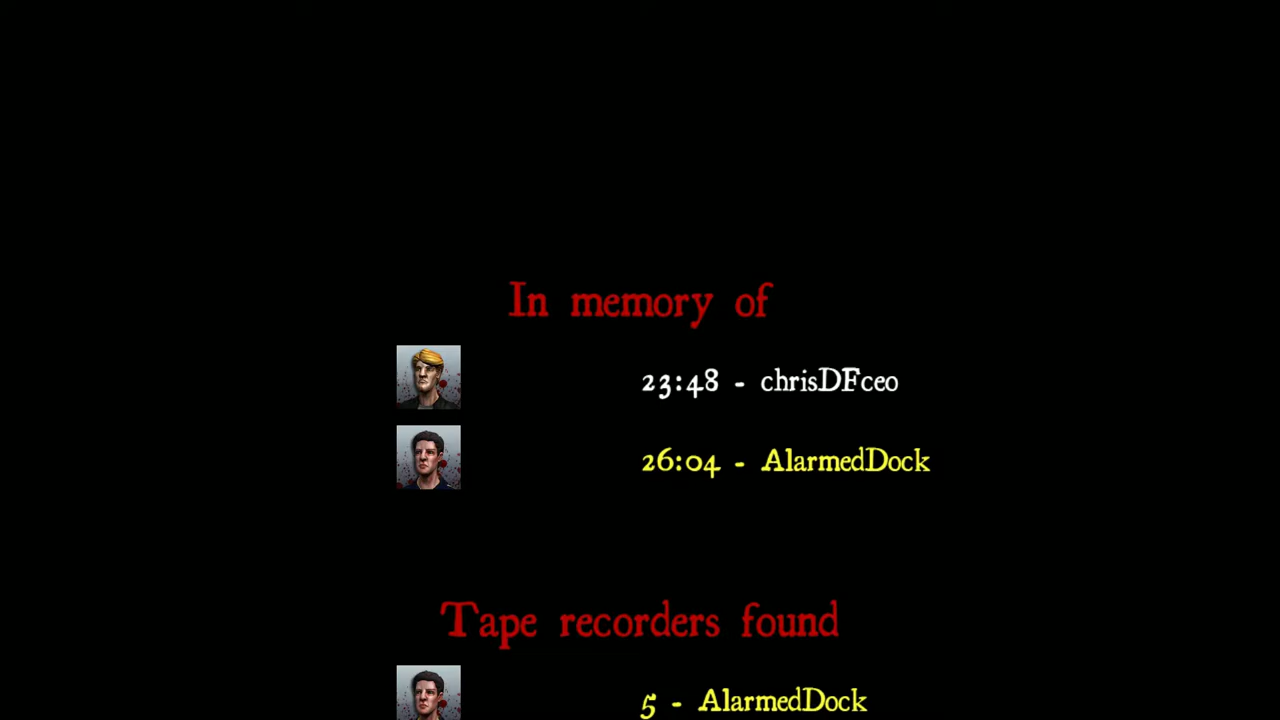 In memory of
23:48 - chrisDFceo
26:04 - AlarmedDock
Tape recorders found
5 - AlarmedDock